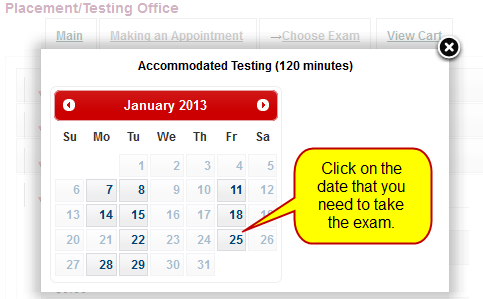 Placement/Testing Office
Main Making an Appointment →Choose Exam View Cart
Accommodated Testing (120 minutes)
January 2013
Su Mo Tu We Th Fr Sa
1 2 3 4 5
6 7 8 9 10 11 12
13 14 15 16 17 18 19
20 21 22 23 24 25 26
27 28 29 30 31
Click on the
date that you
need to take
the exam.